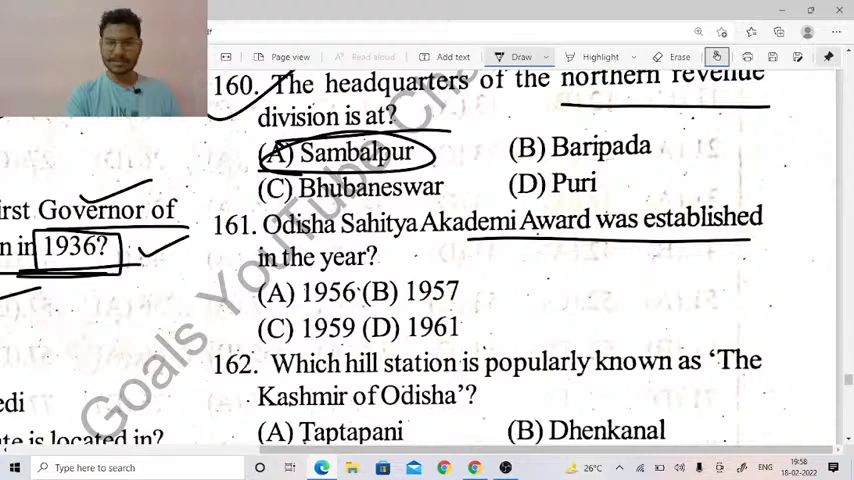 df
Page view
Read aloud
Add text
Draw
Highlight
Erase
irst Governor of
n in 1936?
edi
ate is located in?
160. The headquarters of the northern revenue
division is at?
(A) Sambalpur (B) Baripada
(C) Bhubaneswar (D) Puri
161. Odisha Sahitya Akademi Award was established
in the year?
(A) 1956 (B) 1957
(C) 1959 (D) 1961
162. Which hill station is popularly known as ‘The
Kashmir of Odisha’?
(A) Taptapani (B) Dhenkanal
Goals YouTube Cha
Type here to search
26°C
ENG
19:58
18-02-2022